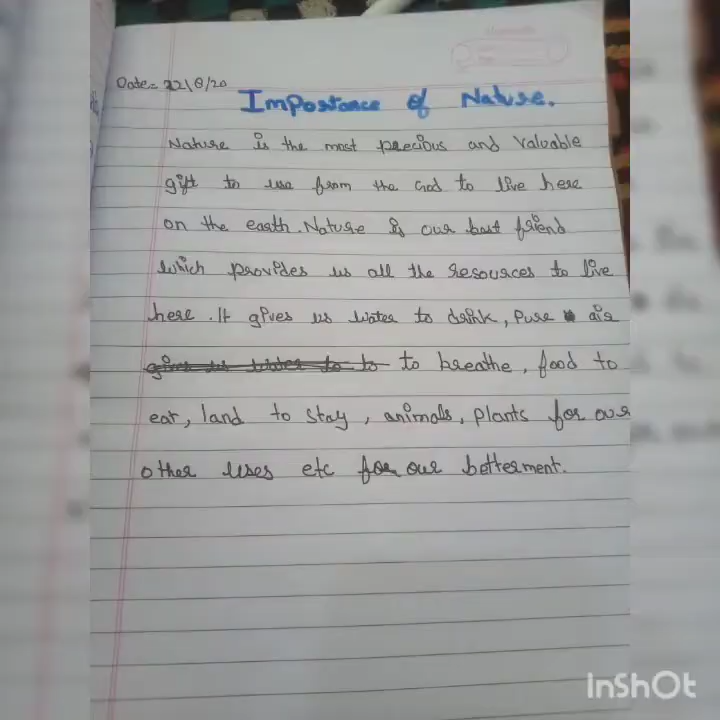 Date= 22/8/20
Importance of Nature.
Nature is the most precious and valuable
gift to use from the God to live here
on the earth. Nature is our best friend
which provides us all the resources to live
here. It gives us water to drink, Pure air
to breathe, food to
eat, land to stay, animals, plants for our
other uses etc for our betterment.
InShOt